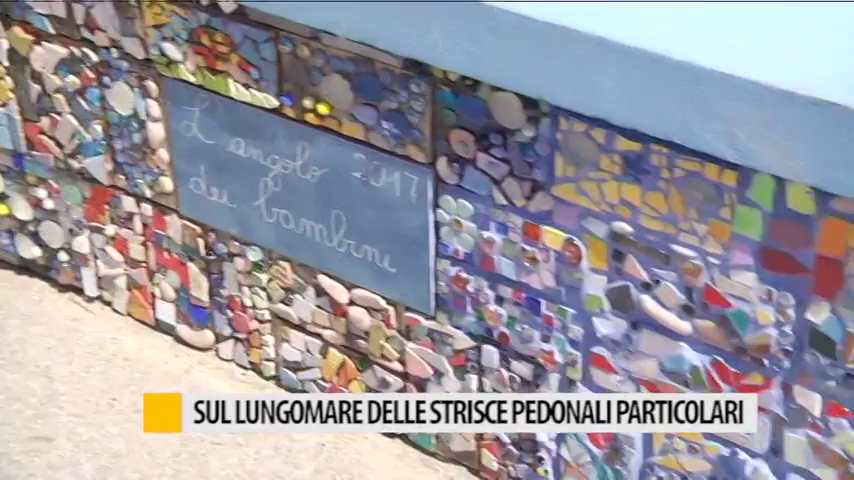 L'angolo 2017
dei bambini
SUL LUNGOMARE DELLE STRISCE PEDONALI PARTICOLARI